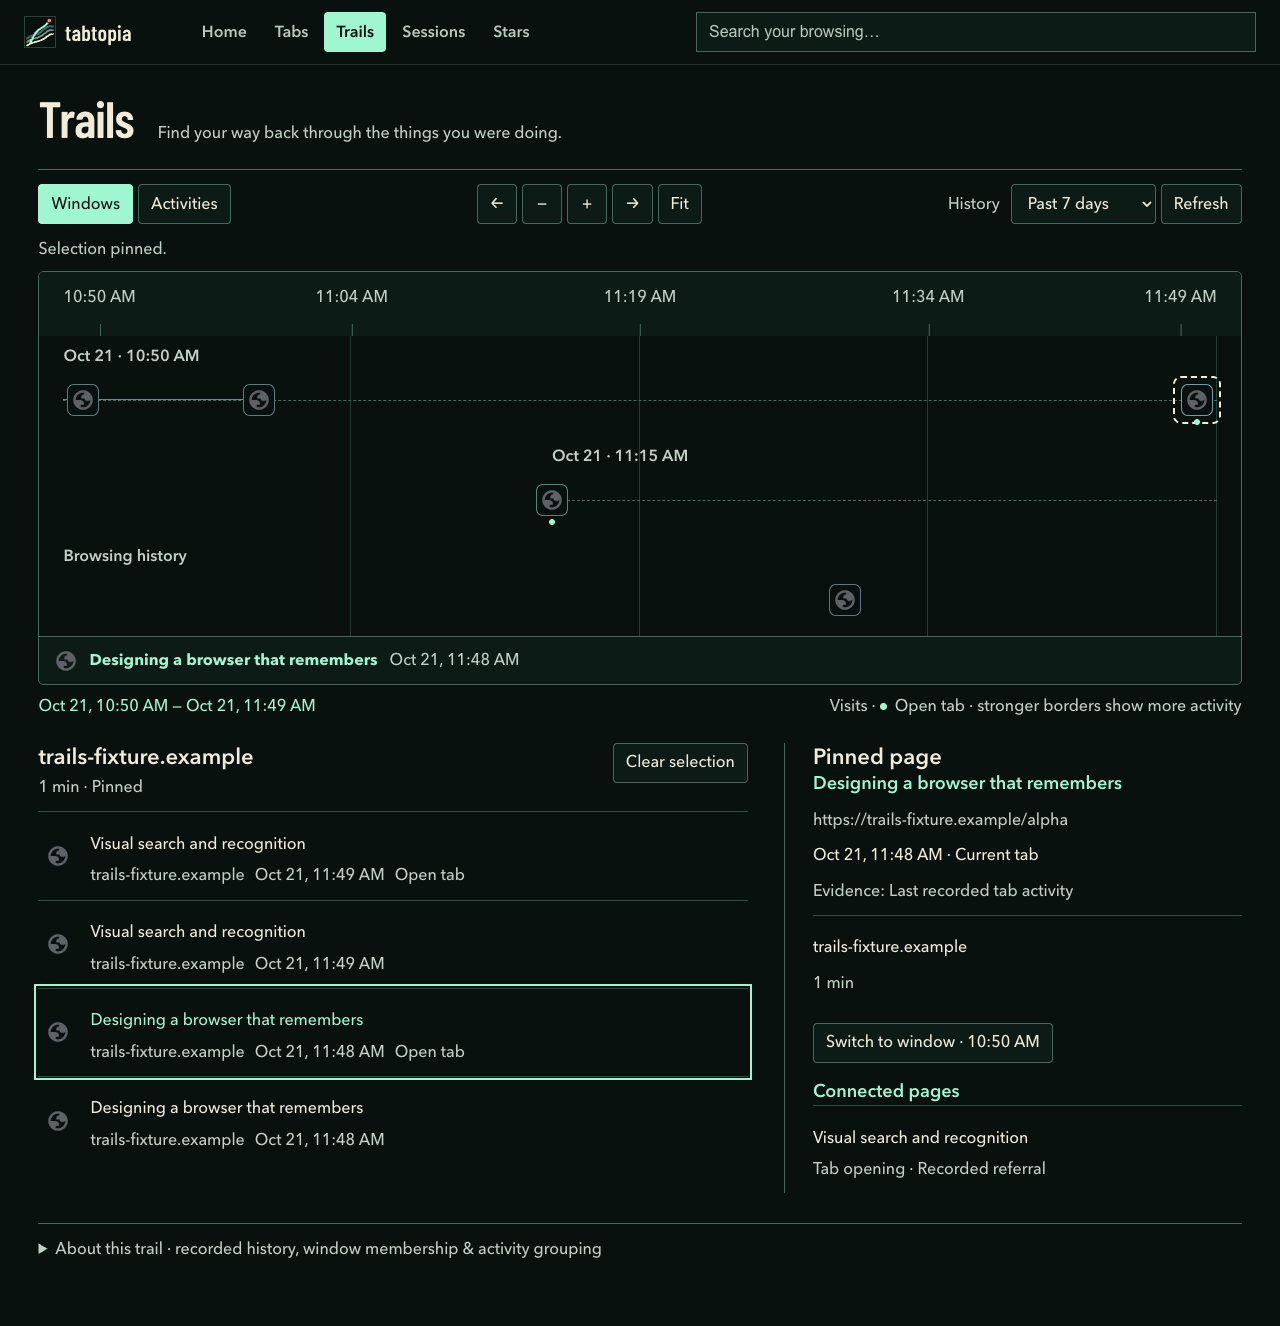 tabtopia
Home
Tabs
Trails
Sessions
Stars
Search your browsing…
Trails
Find your way back through the things you were doing.
Windows
Activities
←
−
+
→
Fit
History
Past 7 days
Refresh
Selection pinned.
10:50 AM
11:04 AM
11:19 AM
11:34 AM
11:49 AM
Oct 21 · 10:50 AM
Oct 21 · 11:15 AM
Browsing history
Designing a browser that remembers Oct 21, 11:48 AM
Oct 21, 10:50 AM – Oct 21, 11:49 AM
Visits · ● Open tab · stronger borders show more activity
trails-fixture.example
1 min · Pinned
Clear selection
Visual search and recognition
trails-fixture.example Oct 21, 11:49 AM Open tab
Visual search and recognition
trails-fixture.example Oct 21, 11:49 AM
Designing a browser that remembers
trails-fixture.example Oct 21, 11:48 AM Open tab
Designing a browser that remembers
trails-fixture.example Oct 21, 11:48 AM
Pinned page
Designing a browser that remembers
https://trails-fixture.example/alpha
Oct 21, 11:48 AM · Current tab
Evidence: Last recorded tab activity
trails-fixture.example
1 min
Switch to window · 10:50 AM
Connected pages
Visual search and recognition
Tab opening · Recorded referral
▶ About this trail · recorded history, window membership & activity grouping